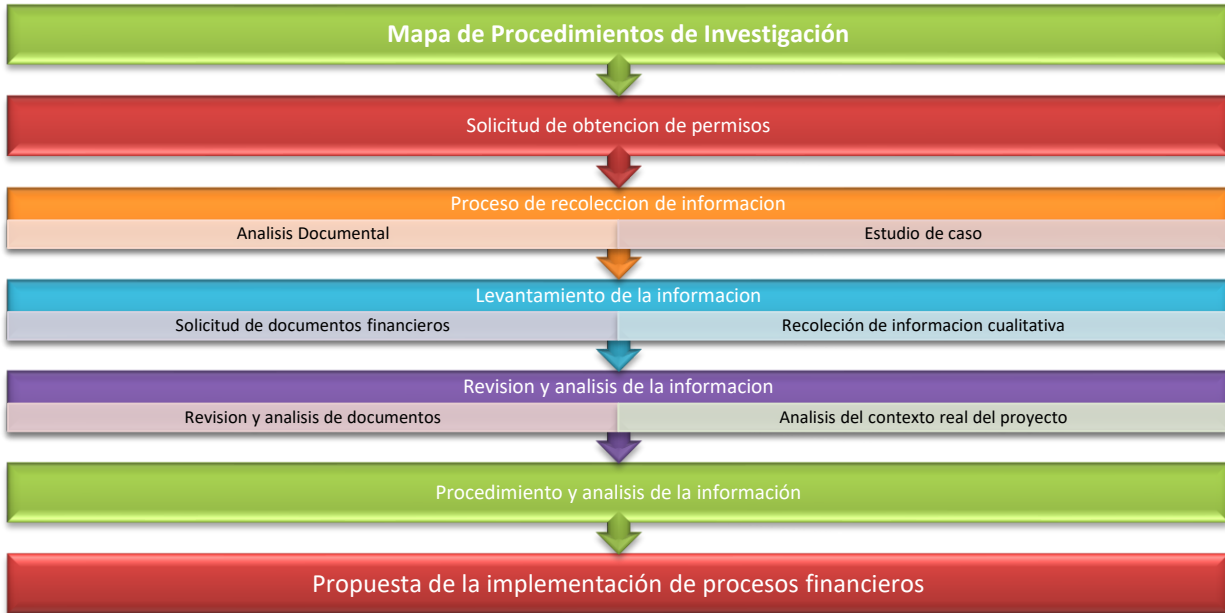 Mapa de Procedimientos de Investigación
Solicitud de obtencion de permisos
Proceso de recoleccion de informacion
Analisis Documental
Estudio de caso
Levantamiento de la informacion
Solicitud de documentos financieros
Recoleción de informacion cualitativa
Revision y analisis de la informacion
Revision y analisis de documentos
Analisis del contexto real del proyecto
Procedimiento y analisis de la información
Propuesta de la implementación de procesos financieros